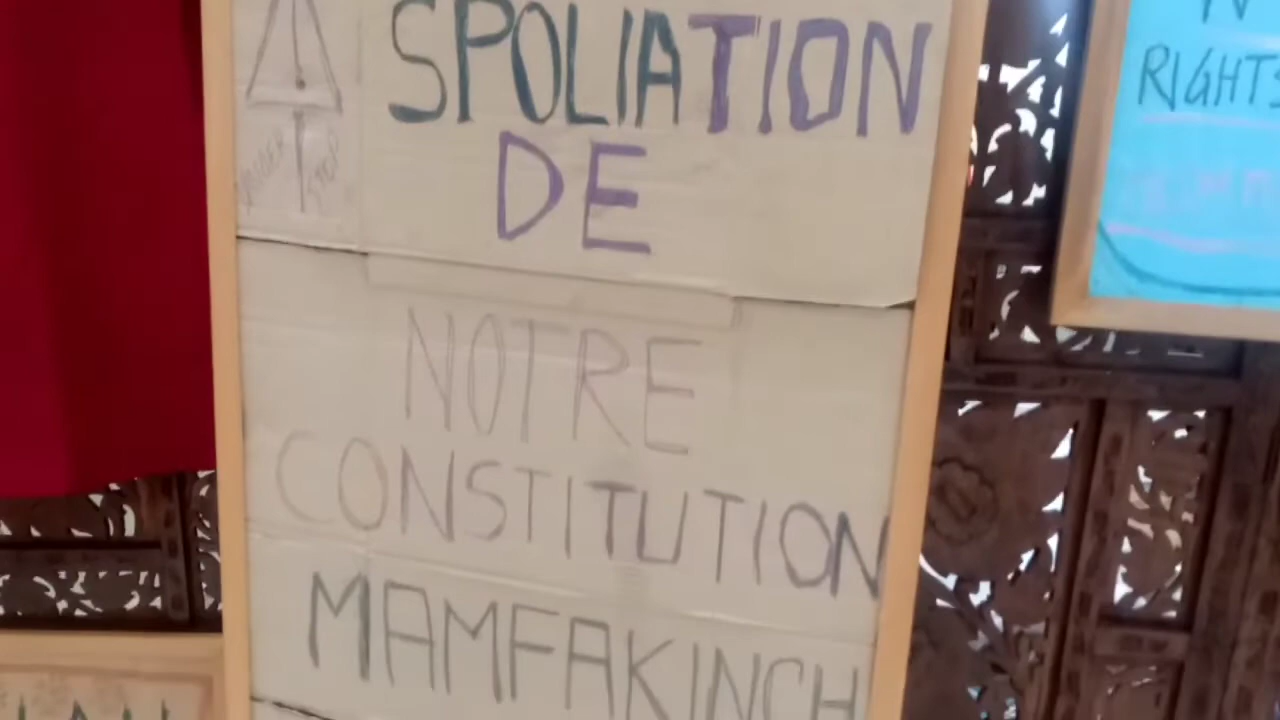 SPOLIATION
DE
NOTRE
CONSTITUTION
MAMFAKINCH
RIGHTS